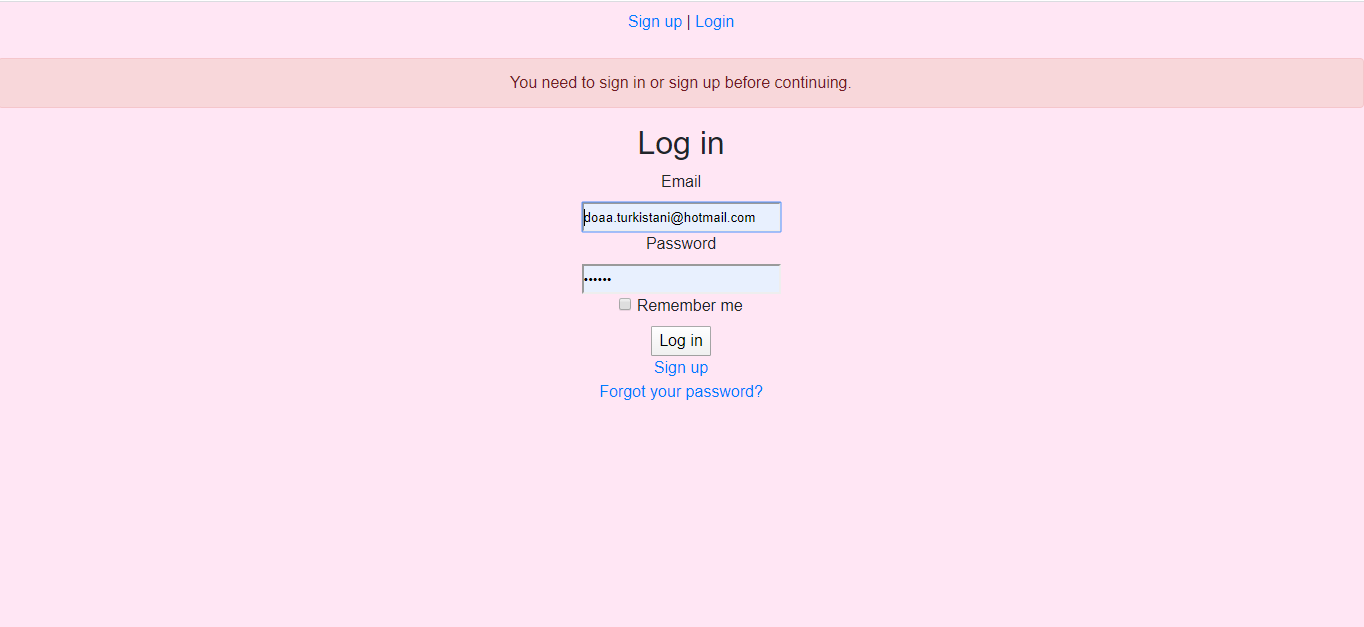 Sign up | Login
You need to sign in or sign up before continuing.
Log in
Email
doaa.turkistani@hotmail.com
Password
••••••
Remember me
Log in
Sign up
Forgot your password?